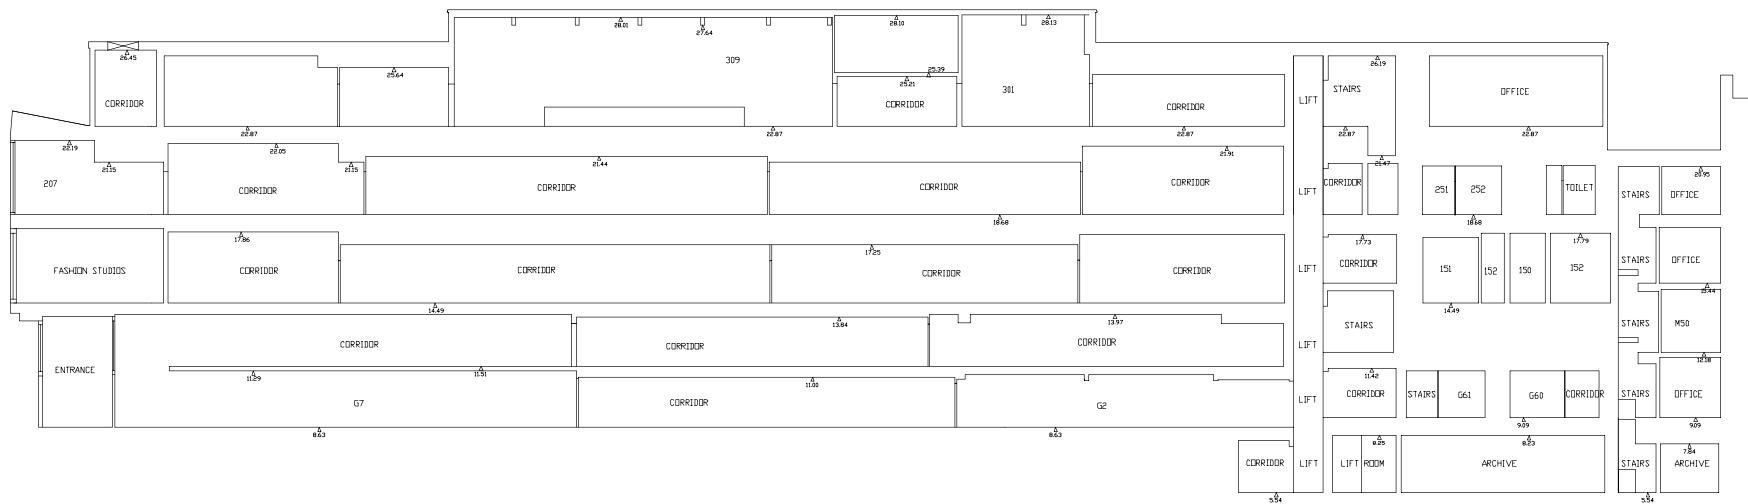 28.01
27.64
28.10
28.13
26.45
25.64
309
25.39
25.21
301
26.19
STAIRS
OFFICE
CORRIDOR
CORRIDOR
CORRIDOR
LIFT
22.87
22.87
22.87
22.87
22.87
22.19
22.05
21.91
21.15
21.15
21.44
21.47
20.95
207
CORRIDOR
CORRIDOR
CORRIDOR
CORRIDOR
LIFT
CORRIDOR
251
252
TOILET
STAIRS
OFFICE
18.68
18.68
17.86
17.25
17.73
17.79
FASHION STUDIOS
CORRIDOR
CORRIDOR
CORRIDOR
CORRIDOR
LIFT
CORRIDOR
151
152
150
152
STAIRS
OFFICE
15.44
14.49
14.49
13.84
13.97
CORRIDOR
CORRIDOR
CORRIDOR
LIFT
STAIRS
STAIRS
M50
12.18
ENTRANCE
11.29
11.51
11.00
11.42
G7
CORRIDOR
G2
LIFT
CORRIDOR
STAIRS
G61
G60
CORRIDOR
STAIRS
OFFICE
9.09
9.09
8.63
8.63
8.25
8.23
7.84
CORRIDOR
LIFT
LIFT ROOM
ARCHIVE
STAIRS
ARCHIVE
5.54
5.54